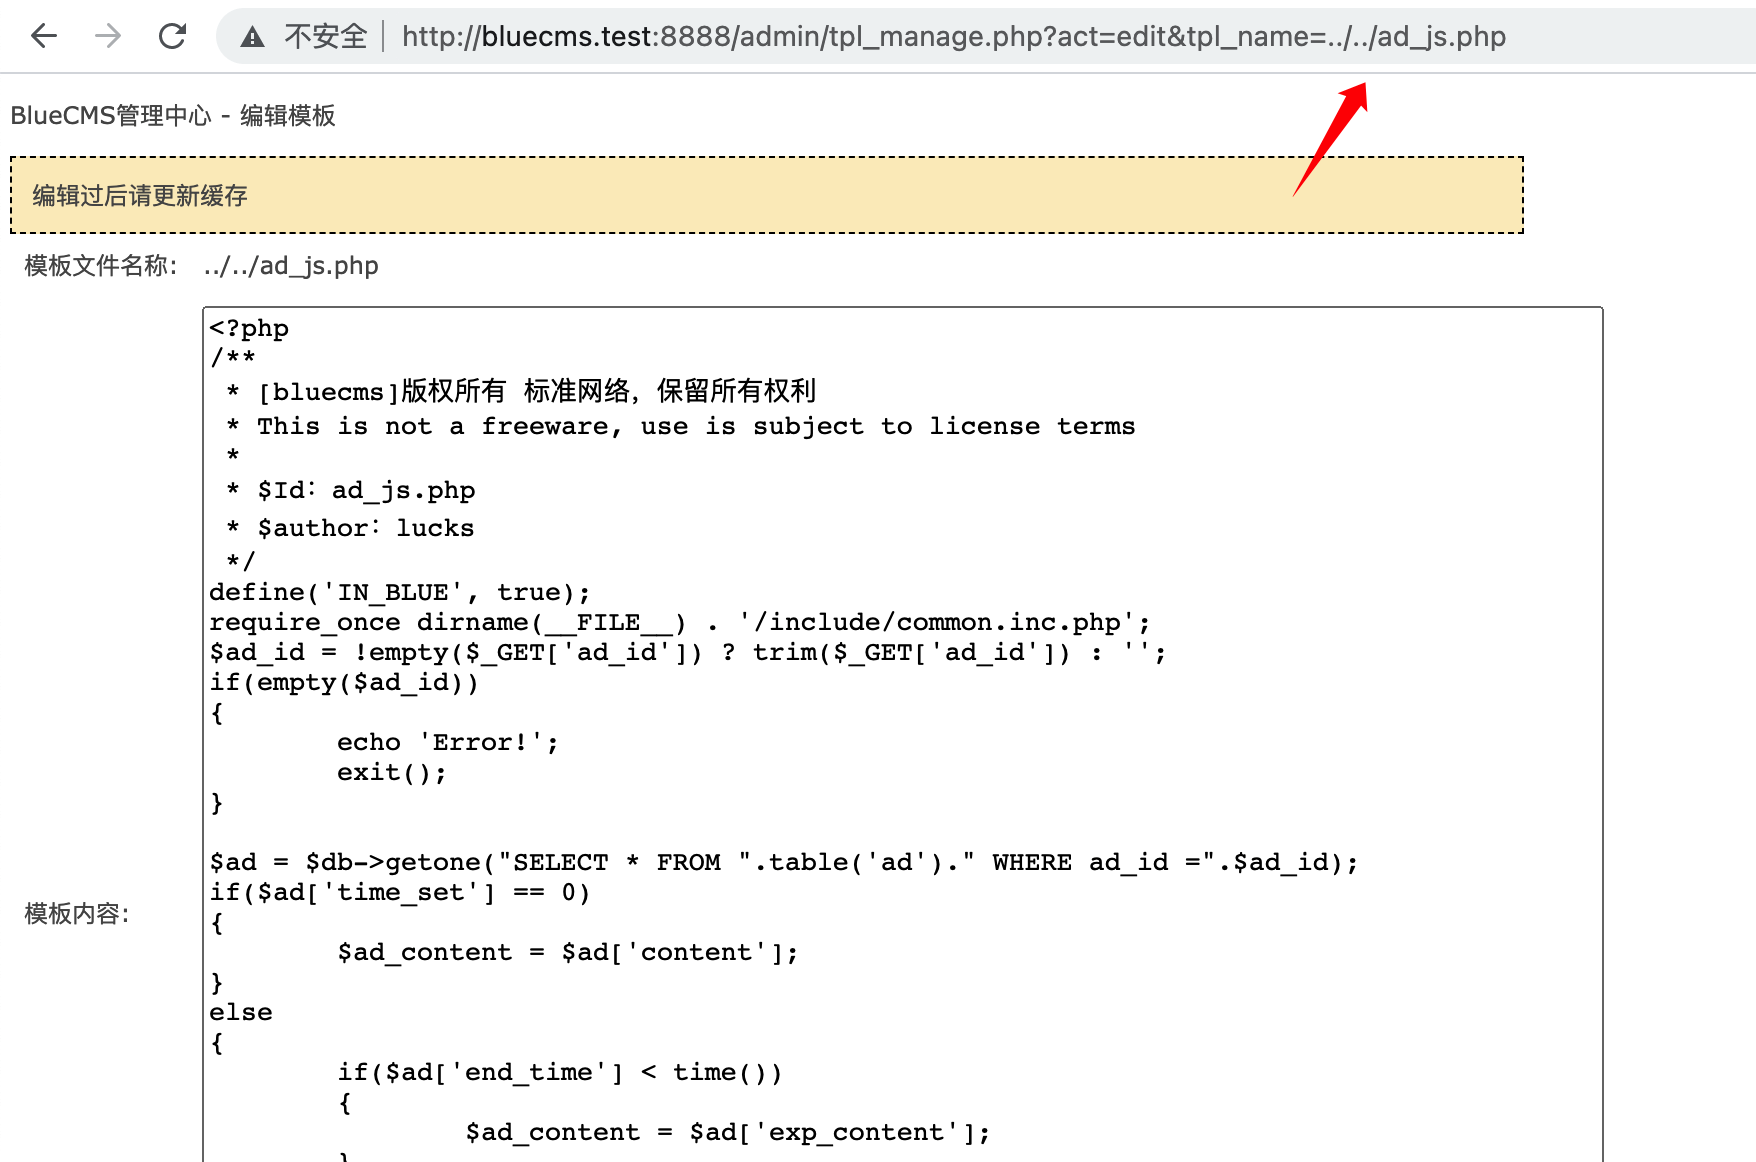 不安全 http://bluecms.test:8888/admin/tpl_manage.php?act=edit&tpl_name=../../ad_js.php
BlueCMS管理中心 - 编辑模板
编辑过后请更新缓存
模板文件名称: ../../ad_js.php
<?php
/**
 * [bluecms]版权所有 标准网络，保留所有权利
 * This is not a freeware, use is subject to license terms
 *
 * $Id：ad_js.php
 * $author：lucks
 */
define('IN_BLUE', true);
require_once dirname(__FILE__) . '/include/common.inc.php';
$ad_id = !empty($_GET['ad_id']) ? trim($_GET['ad_id']) : '';
if(empty($ad_id))
{
        echo 'Error!';
        exit();
}
$ad = $db->getone("SELECT * FROM ".table('ad')." WHERE ad_id =".$ad_id);
if($ad['time_set'] == 0)
模板内容:
{
        $ad_content = $ad['content'];
}
else
{
        if($ad['end_time'] < time())
        {
                $ad_content = $ad['exp_content'];
        }